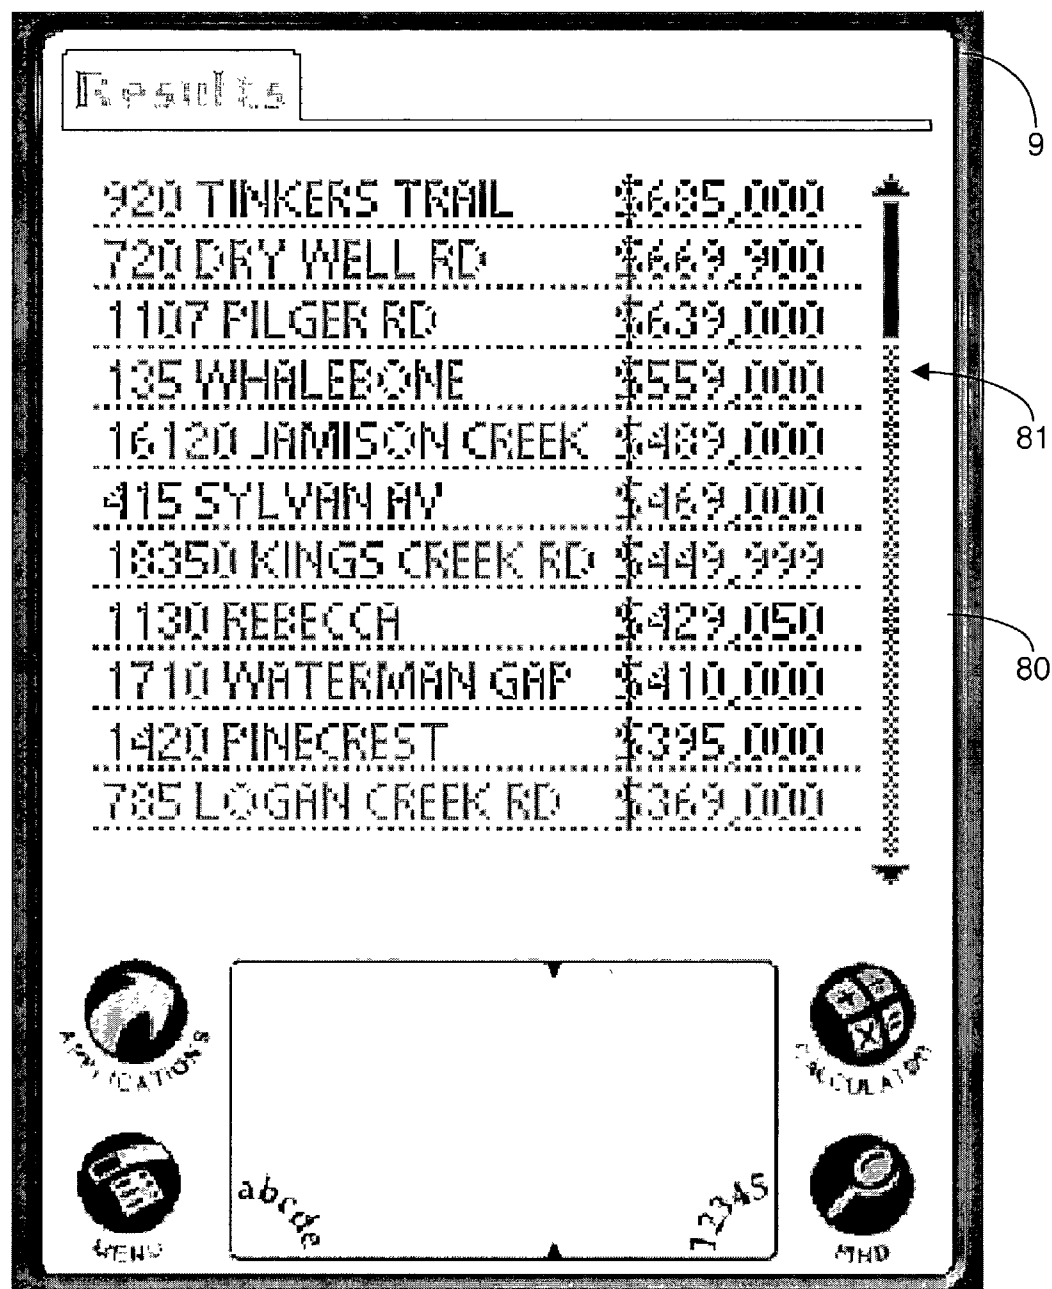 Results
9
920 TINKERS TRAIL $685,000
720 DRY WELL RD $669,900
1107 PILGER RD $639,000
135 WHALEBONE $559,000
81
16120 JAMISON CREEK $489,000
415 SYLVAN AV $469,000
18350 KINGS CREEK RD $449,999
1130 REBECCA $429,050
80
1710 WATERMAN GAP $410,000
1420 PINECREST $395,000
785 LOGAN CREEK RD $369,000
APPLICATIONS
CALCULATOR
abcde
12345
MENU
FIND